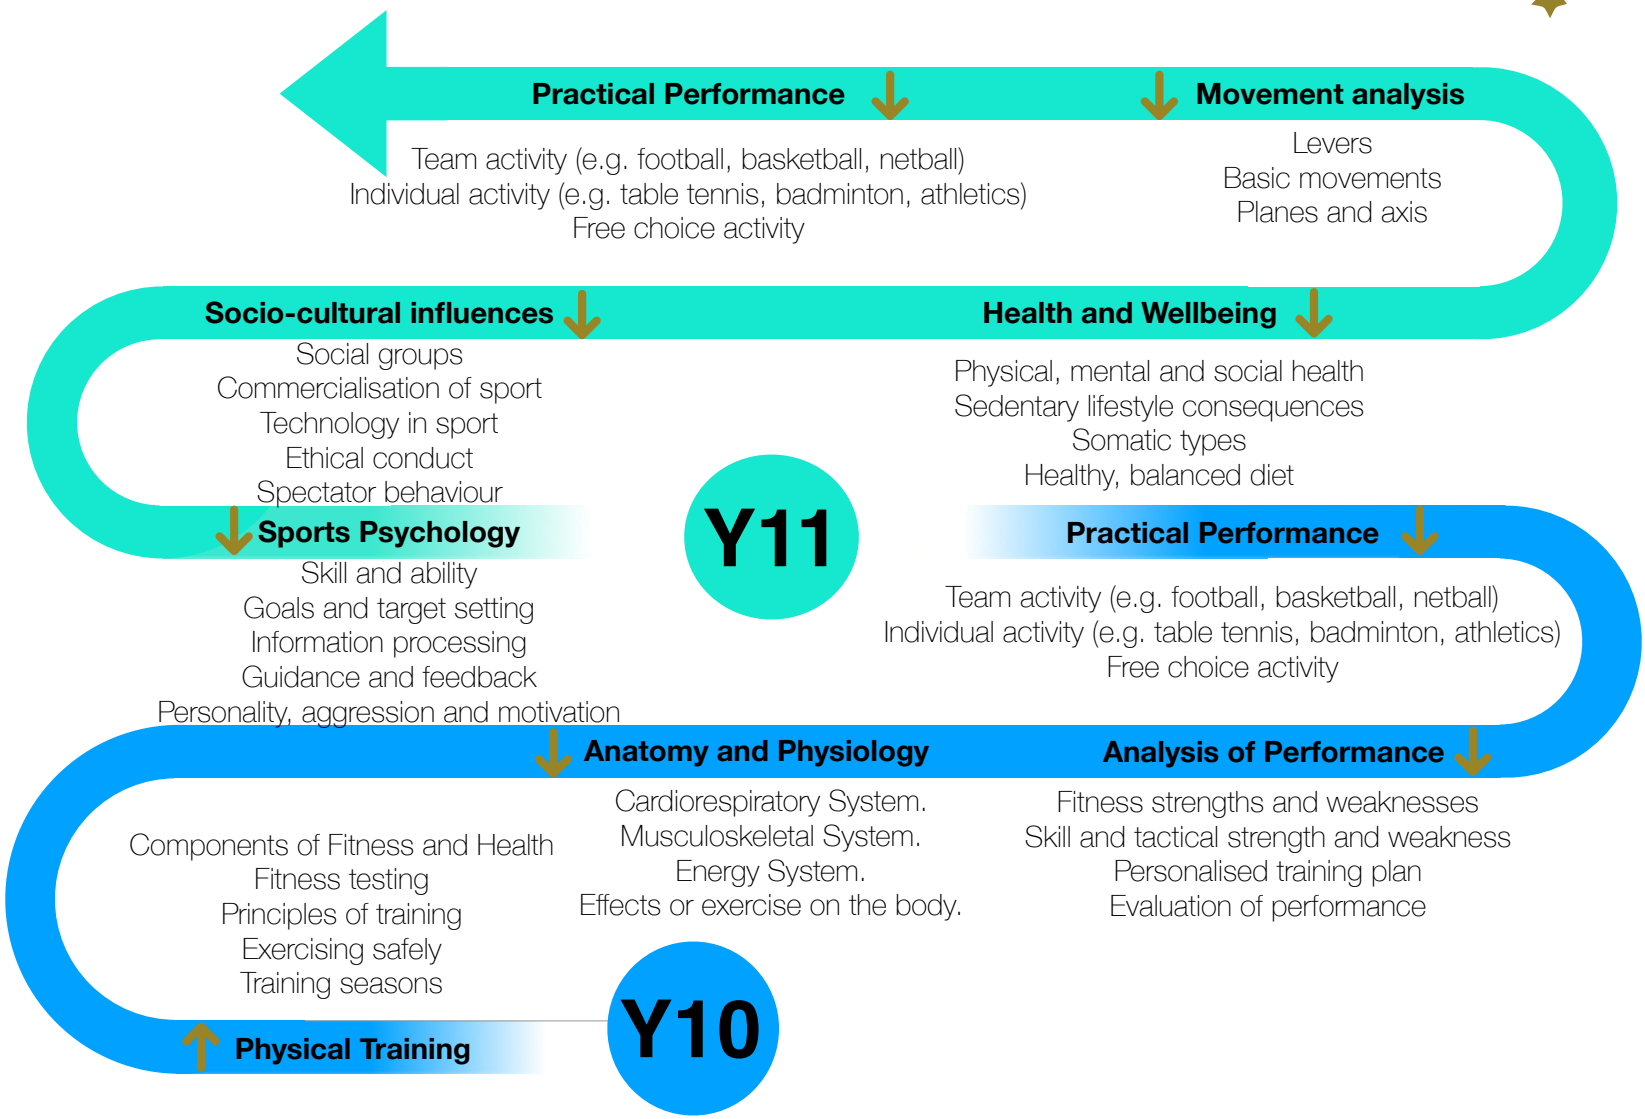 Practical Performance
Movement analysis
Team activity (e.g. football, basketball, netball)
Individual activity (e.g. table tennis, badminton, athletics)
Free choice activity
Levers
Basic movements
Planes and axis
Socio-cultural influences
Health and Wellbeing
Social groups
Commercialisation of sport
Technology in sport
Ethical conduct
Spectator behaviour
Physical, mental and social health
Sedentary lifestyle consequences
Somatic types
Healthy, balanced diet
Y11
Sports Psychology
Practical Performance
Skill and ability
Goals and target setting
Information processing
Guidance and feedback
Personality, aggression and motivation
Team activity (e.g. football, basketball, netball)
Individual activity (e.g. table tennis, badminton, athletics)
Free choice activity
Anatomy and Physiology
Analysis of Performance
Components of Fitness and Health
Fitness testing
Principles of training
Exercising safely
Training seasons
Cardiorespiratory System.
Musculoskeletal System.
Energy System.
Effects or exercise on the body.
Fitness strengths and weaknesses
Skill and tactical strength and weakness
Personalised training plan
Evaluation of performance
Y10
Physical Training